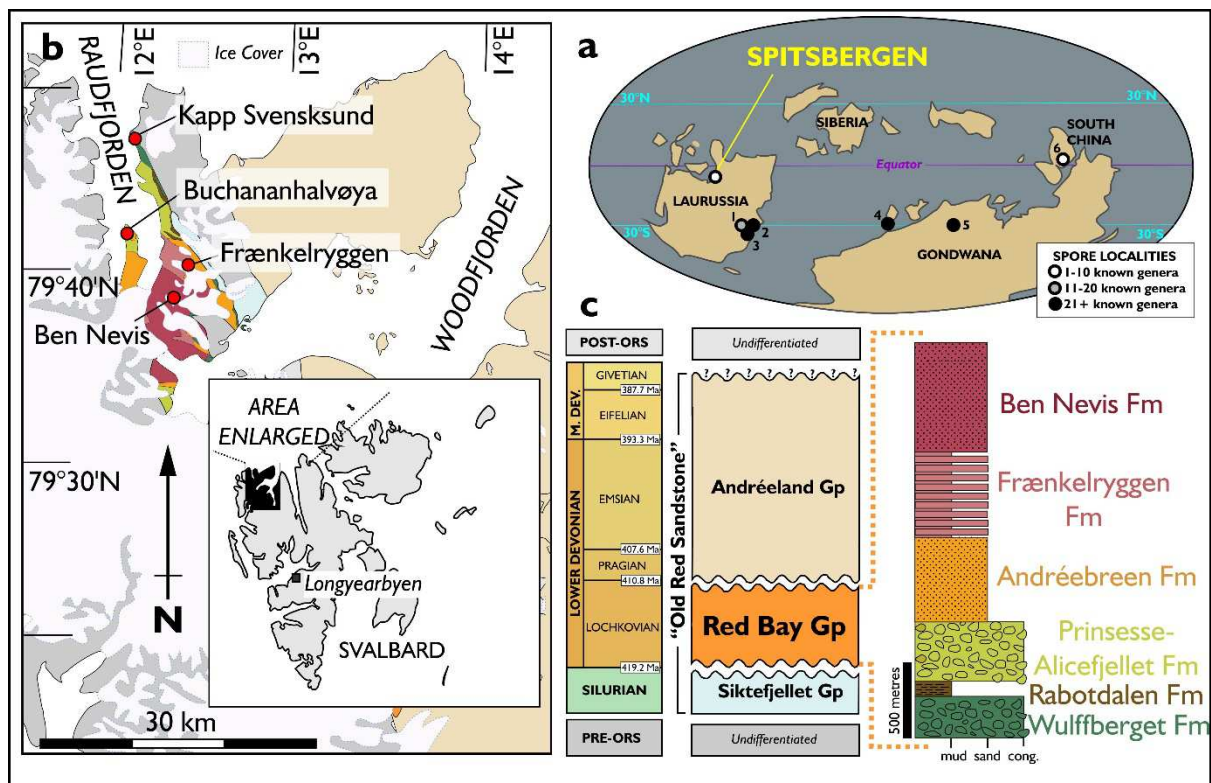 b
RAUDFJORDEN
12°E
Ice Cover
13°E
14°E
Kapp Svensksund
Buchananhalvøya
Frænkelryggen
79°40'N
Ben Nevis
WOODFJORDEN
79°30'N
N
30 km
AREA
ENLARGED
Longyearbyen
SVALBARD
a
SPITSBERGEN
30°N
30°N
SIBERIA
SOUTH
CHINA
6
Equator
LAURUSSIA
1
2
3
4
5
30°S
30°S
GONDWANA
SPORE LOCALITIES
1-10 known genera
11-20 known genera
21+ known genera
c
POST-ORS
Undifferentiated
M. DEV.
GIVETIAN
387.7 Ma
EIFELIAN
393.3 Ma
LOWER DEVONIAN
EMSIAN
407.6 Ma
PRAGIAN
410.8 Ma
LOCHKOVIAN
419.2 Ma
SILURIAN
PRE-ORS
"Old Red Sandstone"
? ? ? ? ? ? ? ?
Andréeland Gp
Red Bay Gp
Siktefjellet Gp
Undifferentiated
Ben Nevis Fm
Frænkelryggen
Fm
Andréebreen Fm
Prinsesse-
Alicefjellet Fm
Rabotdalen Fm
Wulffberget Fm
500 metres
mud sand cong.